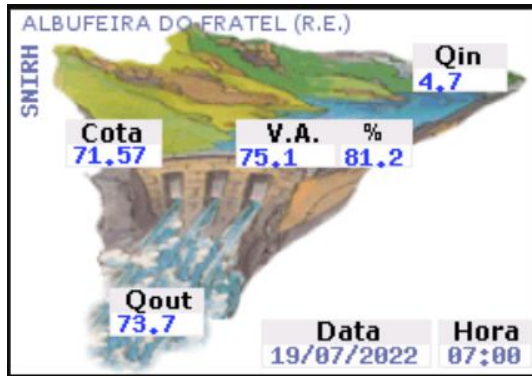 ALBUFEIRA DO FRATEL (R.E.)
SNIRH
Qin
4.7
Cota
71.57
V.A. %
75.1 81.2
Qout
73.7
Data Hora
19/07/2022 07:00